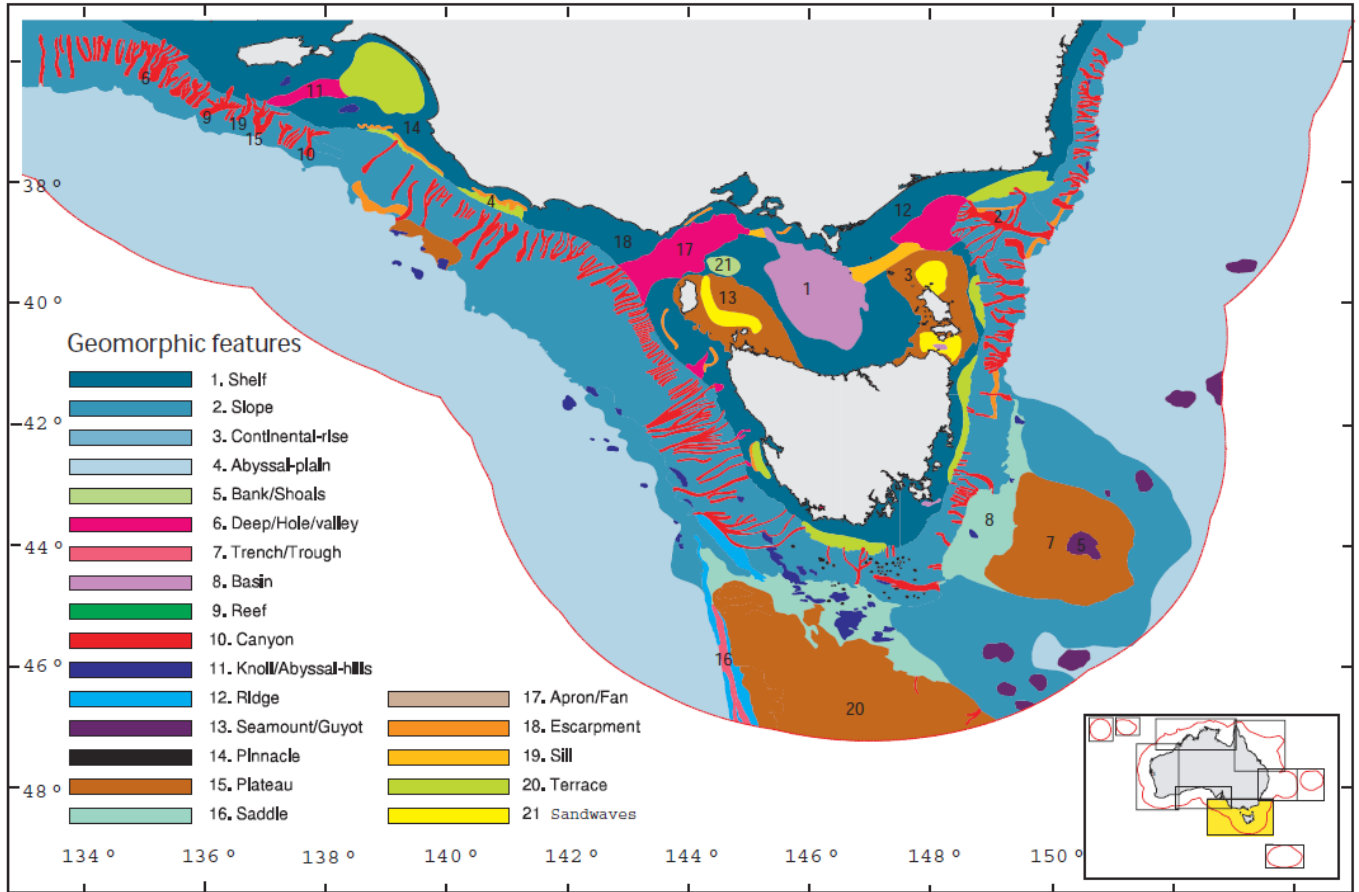 6
11
9
19
14
15
10
38 º
4
12
2
18
17
21
3
1
13
40 º
Geomorphic features
1. Shelf
2. Slope
3. Continental-rise
4. Abyssal-plain
5. Bank/Shoals
6. Deep/Hole/valley
7. Trench/Trough
8. Basin
9. Reef
10. Canyon
11. Knoll/Abyssal-hills
12. Ridge
13. Seamount/Guyot
14. Pinnacle
15. Plateau
16. Saddle
17. Apron/Fan
18. Escarpment
19. Sill
20. Terrace
21 Sandwaves
42 º
8
7
5
44 º
16
46 º
20
48 º
134 º 136 º 138 º 140 º 142 º 144 º 146 º 148 º 150 º